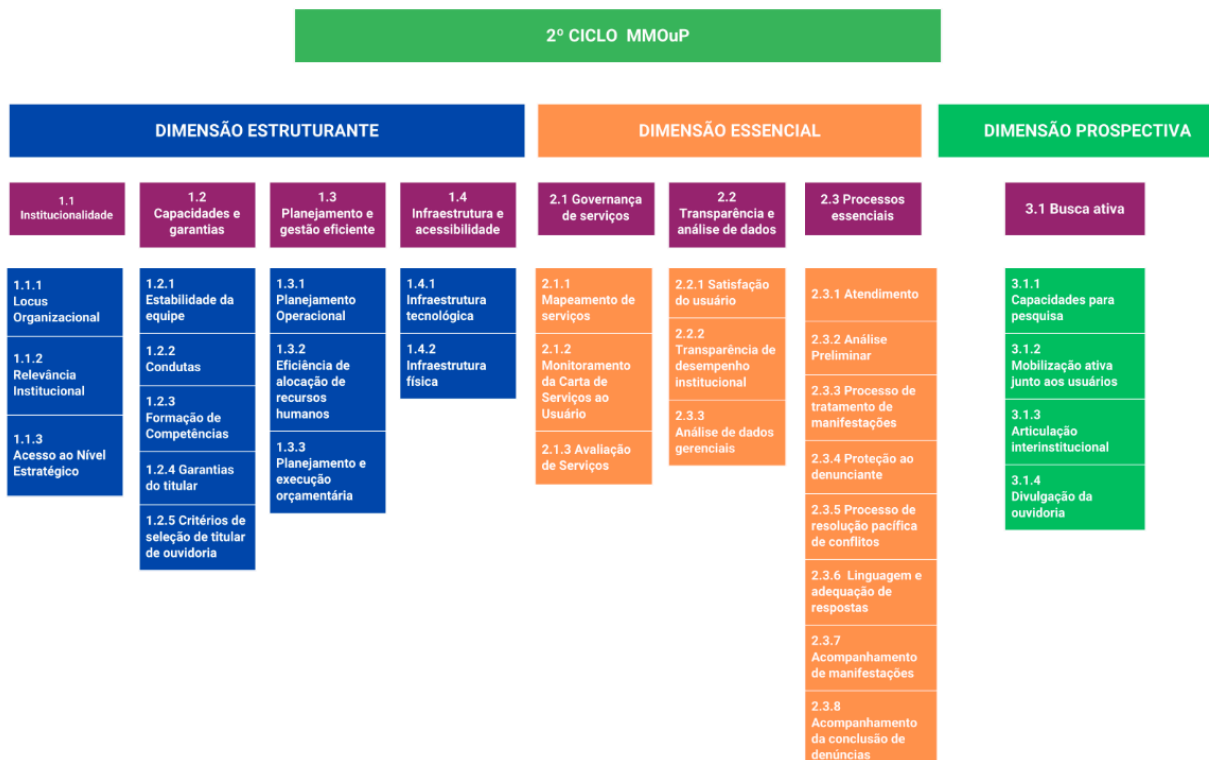 2º CICLO MMOuP
DIMENSÃO ESTRUTURANTE
1.1
Institucionalidade
1.1.1
Locus
Organizacional
1.1.2
Relevância
Institucional
1.1.3
Acesso ao Nível
Estratégico
1.2
Capacidades e
garantias
1.2.1
Estabilidade da
equipe
1.2.2
Condutas
1.2.3
Formação de
Competências
1.2.4 Garantias
do titular
1.2.5 Critérios de
seleção de titular
de ouvidoria
1.3
Planejamento e
gestão eficiente
1.3.1
Planejamento
Operacional
1.3.2
Eficiência de
alocação de
recursos
humanos
1.3.3
Planejamento e
execução
orçamentária
1.4
Infraestrutura e
acessibilidade
1.4.1
Infraestrutura
tecnológica
1.4.2
Infraestrutura
física
DIMENSÃO ESSENCIAL
2.1 Governança
de serviços
2.1.1
Mapeamento de
serviços
2.1.2
Monitoramento
da Carta de
Serviços ao
Usuário
2.1.3 Avaliação
de Serviços
2.2
Transparência e
análise de dados
2.2.1 Satisfação
do usuário
2.2.2
Transparência de
desempenho
institucional
2.3.3
Análise de dados
gerenciais
2.3 Processos
essenciais
2.3.1 Atendimento
2.3.2 Análise
Preliminar
2.3.3 Processo de
tratamento de
manifestações
2.3.4 Proteção ao
denunciante
2.3.5 Processo de
resolução pacífica
de conflitos
2.3.6 Linguagem e
adequação de
respostas
2.3.7
Acompanhamento
de manifestações
2.3.8
Acompanhamento
da conclusão de
denúncias
DIMENSÃO PROSPECTIVA
3.1 Busca ativa
3.1.1
Capacidades para
pesquisa
3.1.2
Mobilização ativa
junto aos usuários
3.1.3
Articulação
interinstitucional
3.1.4
Divulgação da
ouvidoria